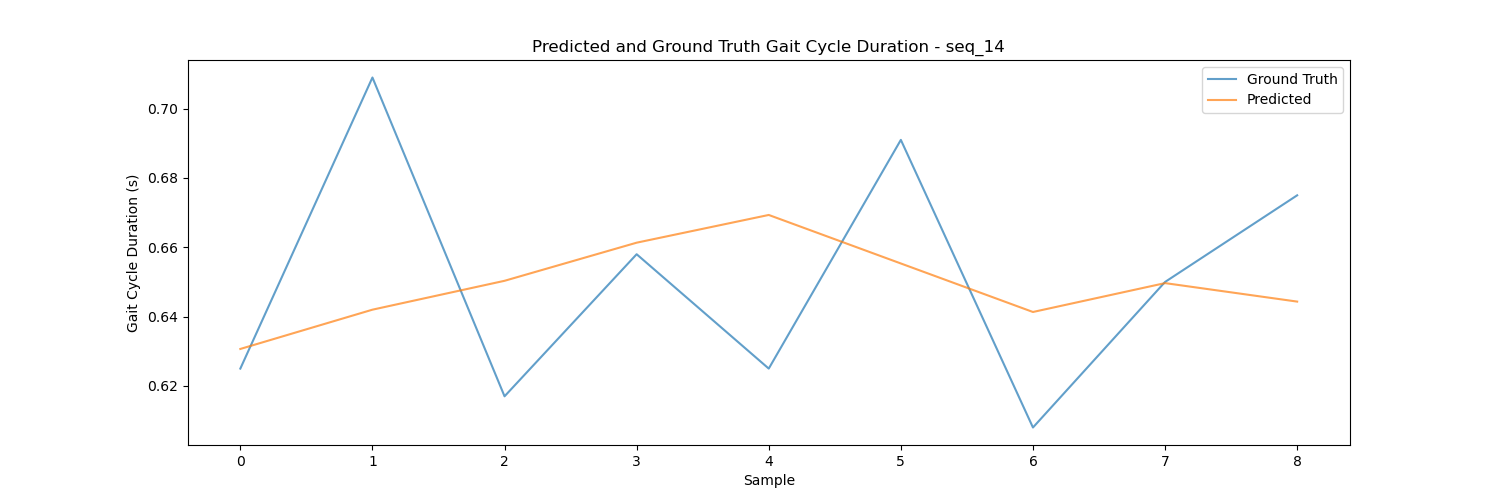 Predicted and Ground Truth Gait Cycle Duration - seq_14
Ground Truth
Predicted
Gait Cycle Duration (s)
0.70
0.68
0.66
0.64
0.62
0 1 2 3 4 5 6 7 8
Sample